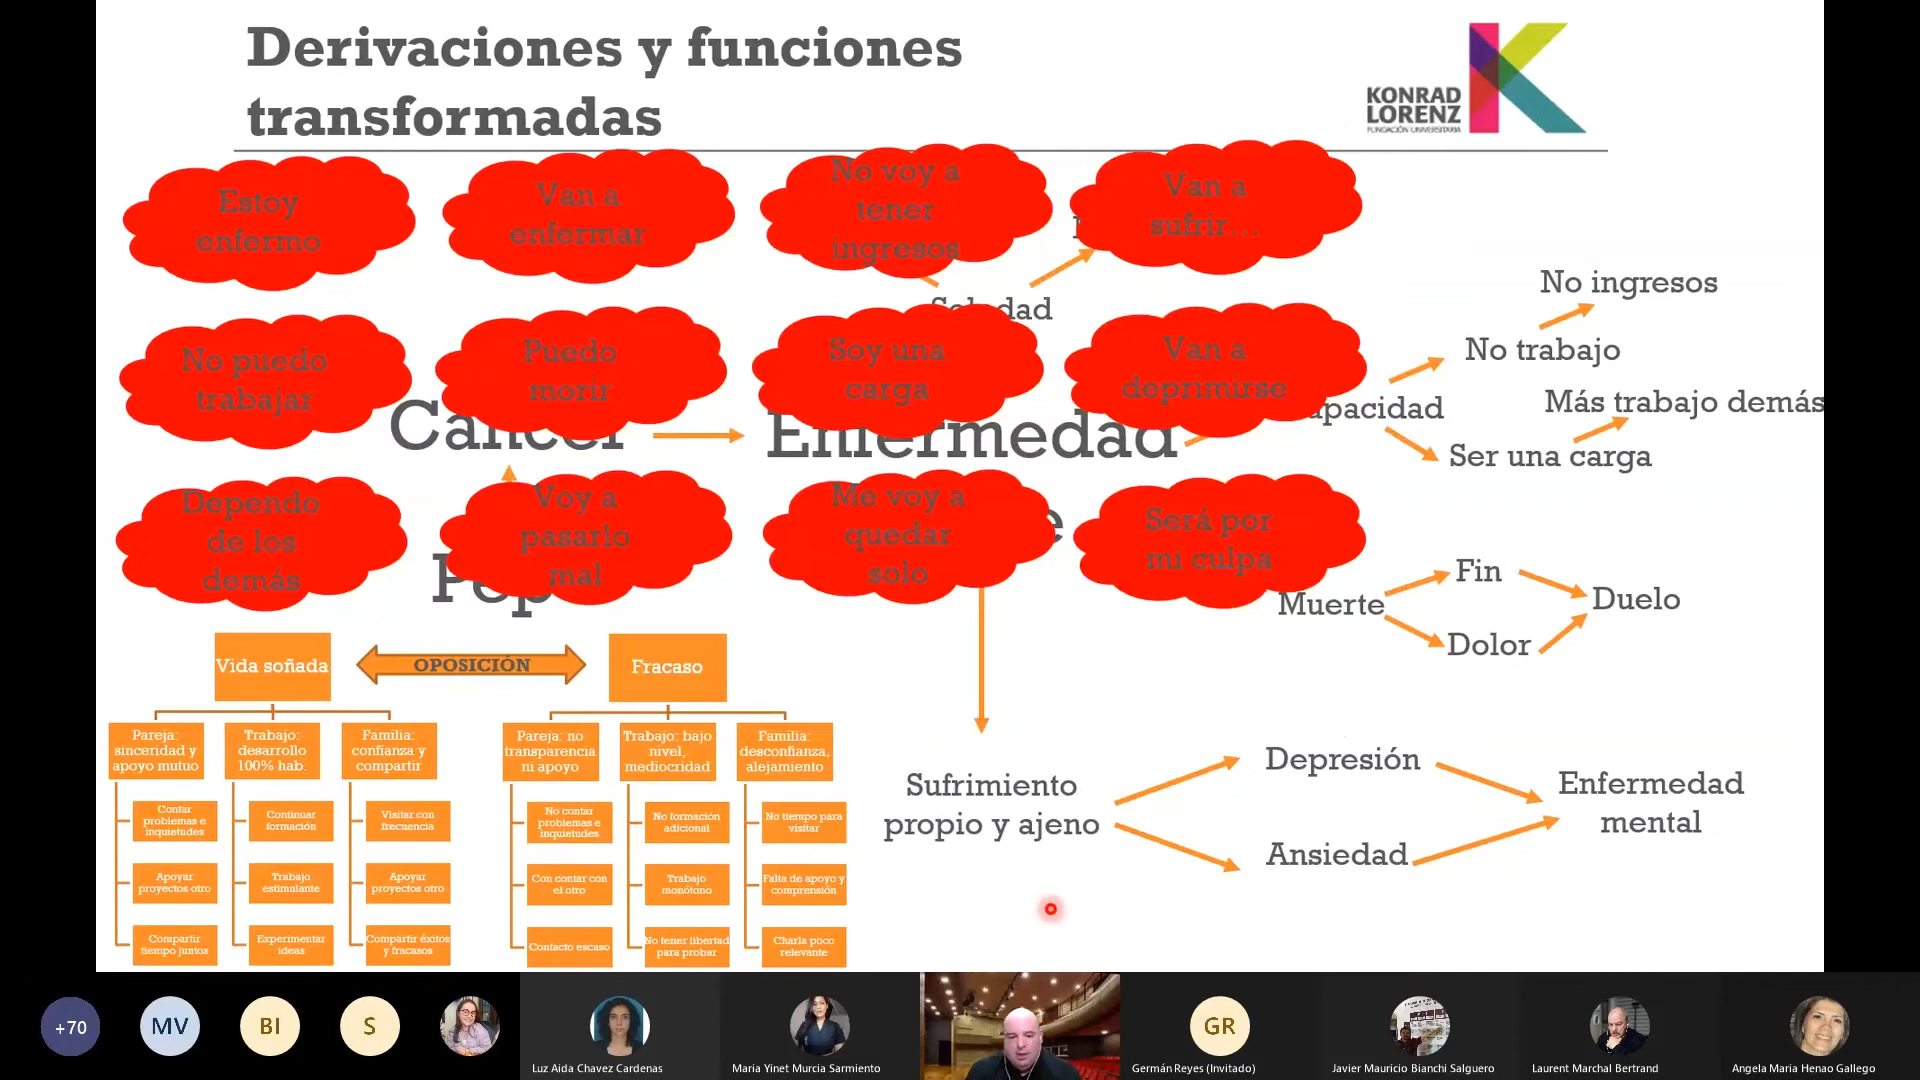 Derivaciones y funciones
transformadas
KONRAD
LORENZ
FUNDACIÓN UNIVERSITARIA
Estoy
enfermo
Van a
enfermar
No voy a
tener
ingresos
Van a
sufrir...
Soledad
No ingresos
No puedo
trabajar
Puedo
morir
Soy una
carga
Van a
deprimirse
No trabajo
Más trabajo demás
apacidad
Ser una carga
Cáncer
Enfermedad
Dependo
de los
demás
Voy a
pasarlo
mal
Me voy a
quedar
solo
Será por
mi culpa
Muerte
Fin
Dolor
Duelo
Vida soñada
OPOSICIÓN
Fracaso
Pareja:
sinceridad y
apoyo mutuo
Trabajo:
desarrollo
100% hab.
Familia:
confianza y
compartir
Pareja: no
transparencia
ni apoyo
Trabajo: bajo
nivel,
mediocridad
Familia:
desconfianza,
alejamiento
Contar
problemas e
inquietudes
Continuar
formación
Visitar con
frecuencia
No contar
problemas e
inquietudes
No formación
adicional
No tiempo para
visitar
Apoyar
proyectos otro
Trabajo
estimulante
Apoyar
proyectos otro
Con contar con
el otro
Trabajo
monótono
Falta de apoyo y
comprensión
Compartir
tiempo juntos
Experimentar
ideas
Compartir éxitos
y fracasos
Contacto escaso
No tener libertad
para probar
Charla poco
relevante
Sufrimiento
propio y ajeno
Depresión
Ansiedad
Enfermedad
mental
+70
MV
BI
S
GR
Luz Aida Chavez Cardenas
Maria Yinet Murcia Sarmiento
Germán Reyes (Invitado)
Javier Mauricio Bianchi Salguero
Laurent Marchal Bertrand
Angela Maria Henao Gallego